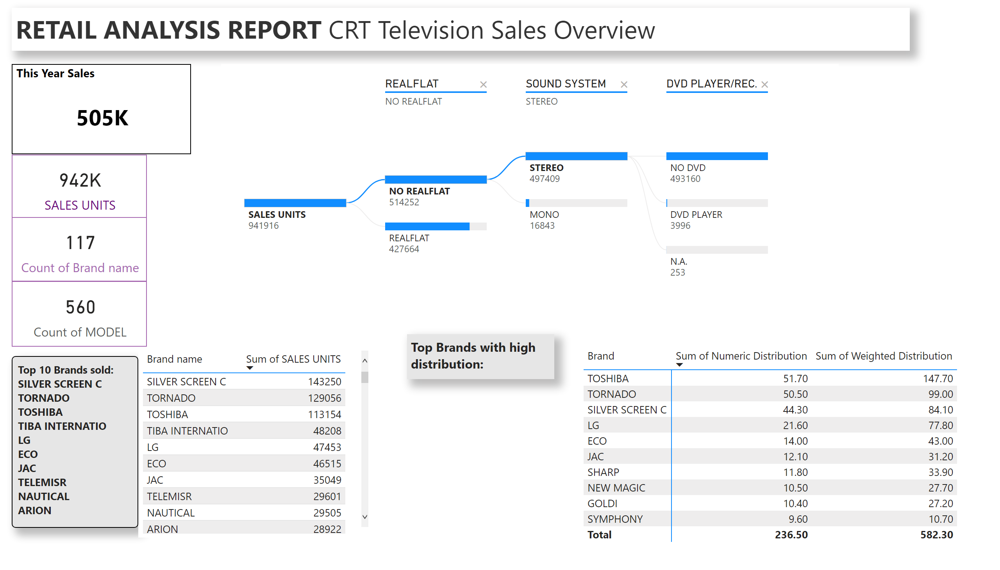 RETAIL ANALYSIS REPORT CRT Television Sales Overview
This Year Sales
505K
942K
SALES UNITS
117
Count of Brand name
560
Count of MODEL
REALFLAT
NO REALFLAT
SOUND SYSTEM
STEREO
DVD PLAYER/REC.
SALES UNITS
941916
NO REALFLAT
514252
REALFLAT
427664
STEREO
497409
MONO
16843
NO DVD
493160
DVD PLAYER
3996
N.A.
253
Top 10 Brands sold:
SILVER SCREEN C
TORNADO
TOSHIBA
TIBA INTERNATIO
LG
ECO
JAC
TELEMISR
NAUTICAL
ARION
Brand name Sum of SALES UNITS
SILVER SCREEN C 143250
TORNADO 129056
TOSHIBA 113154
TIBA INTERNATIO 48208
LG 47453
ECO 46515
JAC 35049
TELEMISR 29601
NAUTICAL 29505
ARION 28922
Top Brands with high
distribution:
Brand Sum of Numeric Distribution Sum of Weighted Distribution
TOSHIBA 51.70 147.70
TORNADO 50.50 99.00
SILVER SCREEN C 44.30 84.10
LG 21.60 77.80
ECO 14.00 43.00
JAC 12.10 31.20
SHARP 11.80 33.90
NEW MAGIC 10.50 27.70
GOLDI 10.40 27.20
SYMPHONY 9.60 10.70
Total 236.50 582.30